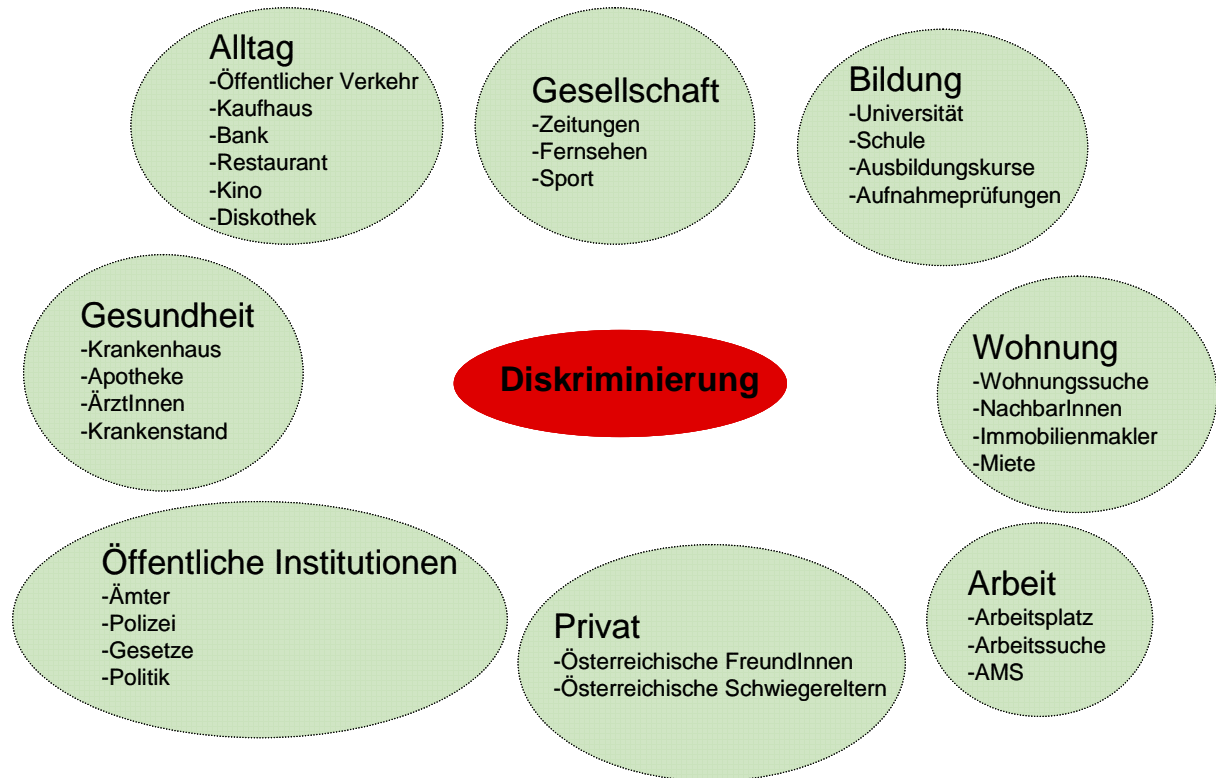 Alltag
-Öffentlicher Verkehr
-Kaufhaus
-Bank
-Restaurant
-Kino
-Diskothek
Gesellschaft
-Zeitungen
-Fernsehen
-Sport
Bildung
-Universität
-Schule
-Ausbildungskurse
-Aufnahmeprüfungen
Gesundheit
-Krankenhaus
-Apotheke
-ÄrztInnen
-Krankenstand
Diskriminierung
Wohnung
-Wohnungssuche
-NachbarInnen
-Immobilienmakler
-Miete
Öffentliche Institutionen
-Ämter
-Polizei
-Gesetze
-Politik
Privat
-Österreichische FreundInnen
-Österreichische Schwiegereltern
Arbeit
-Arbeitsplatz
-Arbeitssuche
-AMS